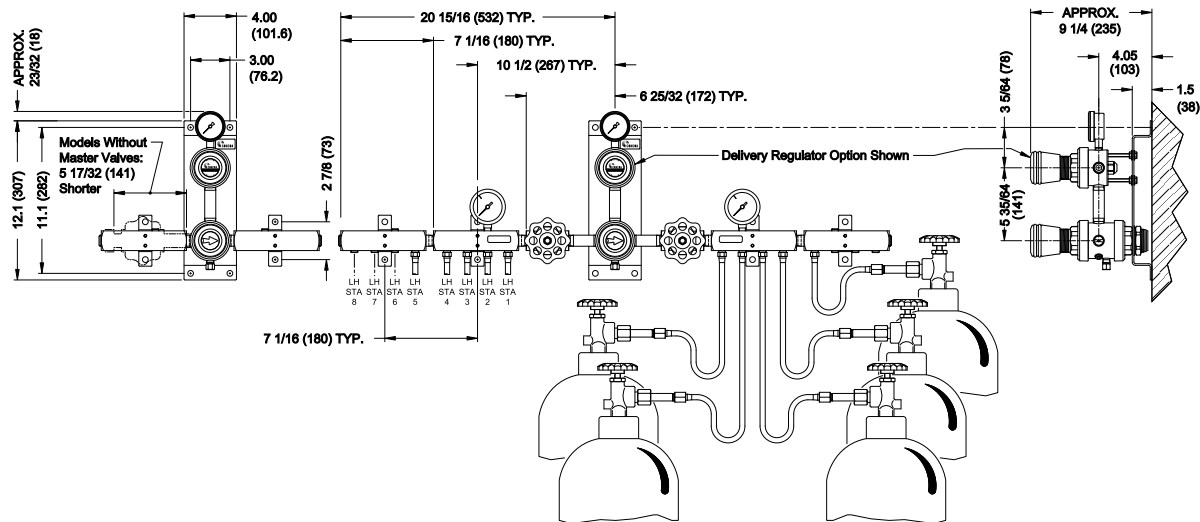 APPROX.
23/32 (18)
4.00
(101.6)
3.00
(76.2)
12.1 (307)
11.1 (282)
Models Without
Master Valves:
5 17/32 (141)
Shorter
20 15/16 (532) TYP.
7 1/16 (180) TYP.
10 1/2 (267) TYP.
6 25/32 (172) TYP.
2 7/8 (73)
LH
STA
8
LH
STA
7
LH
STA
6
LH
STA
5
LH
STA
4
LH
STA
3
LH
STA
2
LH
STA
1
7 1/16 (180) TYP.
Delivery Regulator Option Shown
APPROX.
9 1/4 (235)
4.05
(103)
1.5
(38)
3 5/64 (78)
5 35/64
(141)